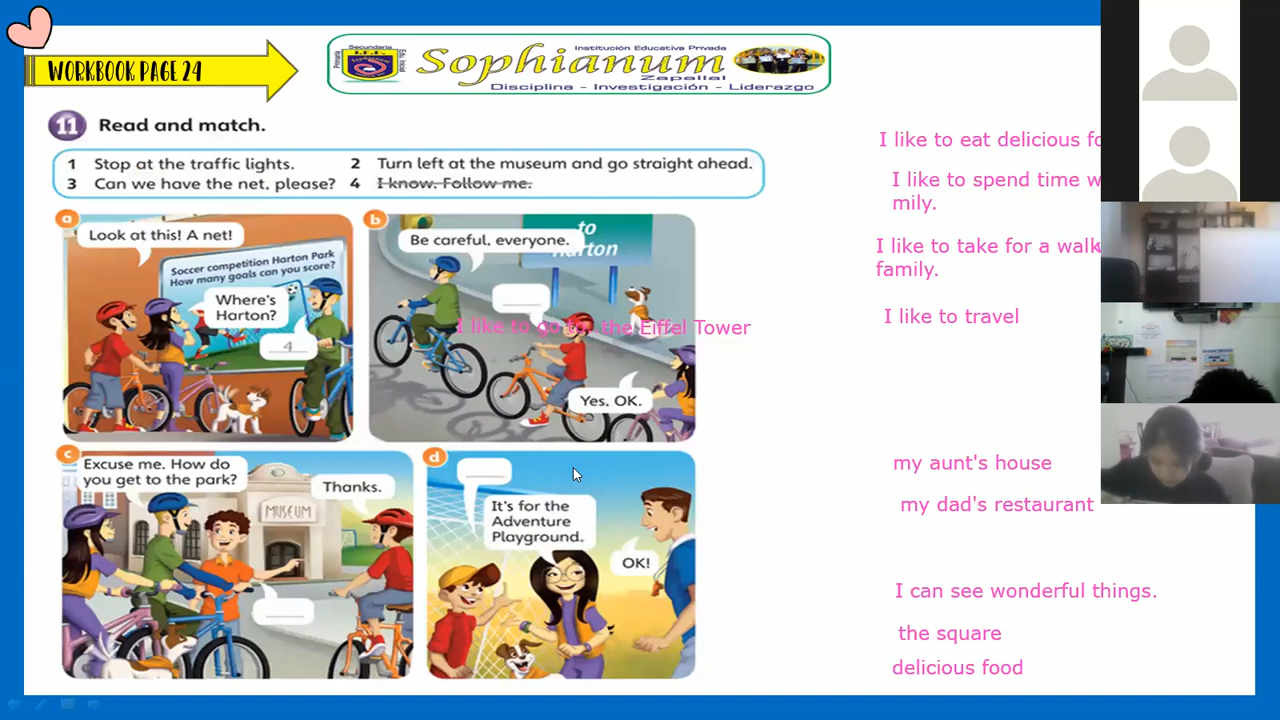 WORKBOOK PAGE 24
Secundaria
I.E.P.
Sophianum
Institución Educativa Privada
Zapallal
Disciplina - Investigación - Liderazgo
11 Read and match.
1 Stop at the traffic lights.
2 Turn left at the museum and go straight ahead.
3 Can we have the net, please?
4 I know. Follow me.
a
Look at this! A net!
Soccer competition Harton Park
How many goals can you score?
Where's
Harton?
4
b
to
Harton
Be careful, everyone.
Yes, OK.
I like to go to the Eiffel Tower
c
Excuse me. How do
you get to the park?
Thanks.
MUSEUM
d
It's for the
Adventure
Playground.
OK!
I like to eat delicious fo
I like to spend time w
mily.
I like to take for a walk
family.
I like to travel
my aunt's house
my dad's restaurant
I can see wonderful things.
the square
delicious food